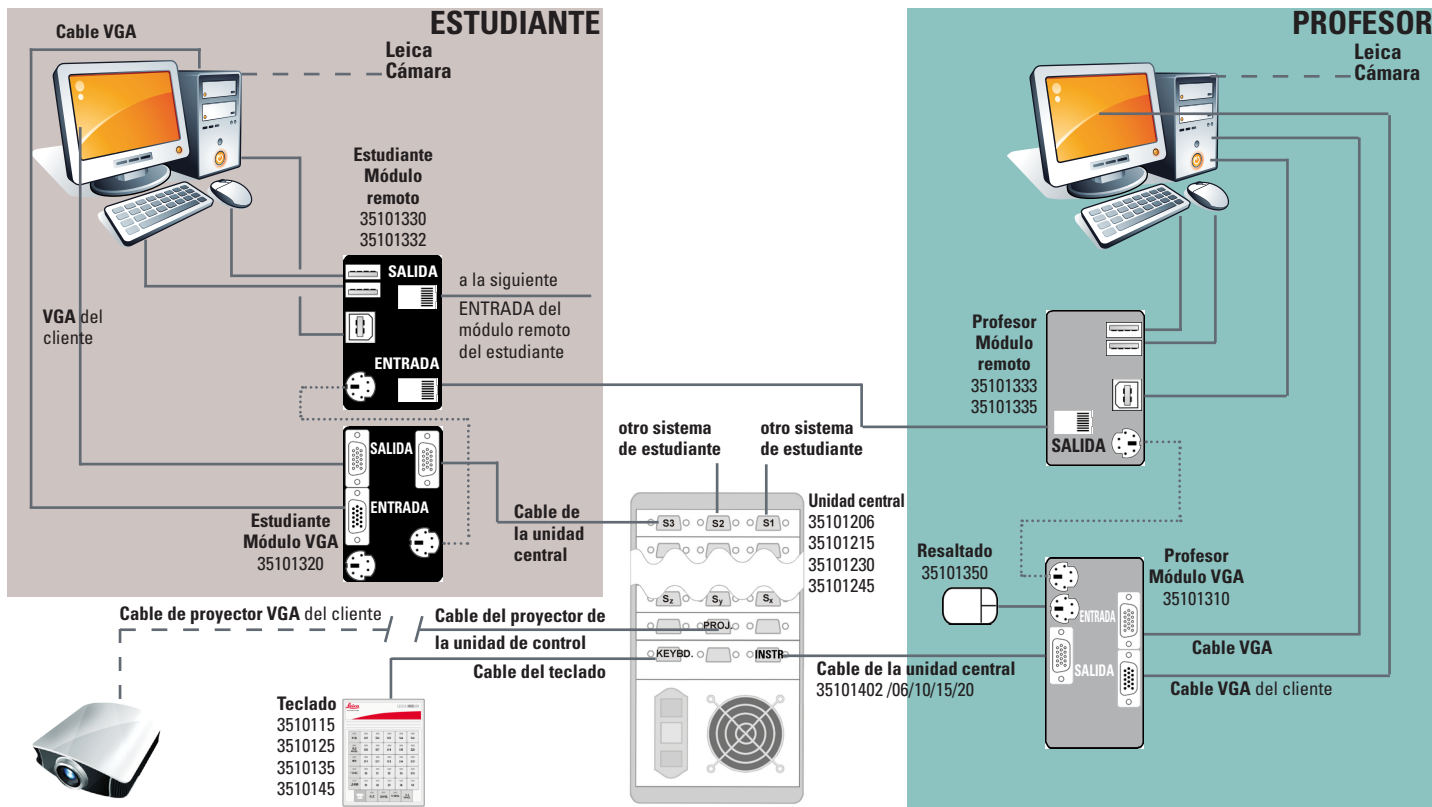 ESTUDIANTE
Cable VGA
Leica
Cámara
Estudiante
Módulo
remoto
35101330
35101332
SALIDA
a la siguiente
ENTRADA del
módulo remoto
del estudiante
VGA del
cliente
ENTRADA
SALIDA
ENTRADA
Estudiante
Módulo VGA
35101320
Cable de
la unidad
central
otro sistema
de estudiante
otro sistema
de estudiante
S3
S2
S1
Sz
Sy
Sx
PROJ.
KEYBD.
INSTR.
Unidad central
35101206
35101215
35101230
35101245
Cable de proyector VGA del cliente
Cable del proyector de
la unidad de control
Cable del teclado
Teclado
3510115
3510125
3510135
3510145
Leica
Cable de la unidad central
35101402 /06/10/15/20
PROFESOR
Leica
Cámara
Profesor
Módulo
remoto
35101333
35101335
SALIDA
Resaltado
35101350
Profesor
Módulo VGA
35101310
ENTRADA
SALIDA
Cable VGA
Cable VGA del cliente